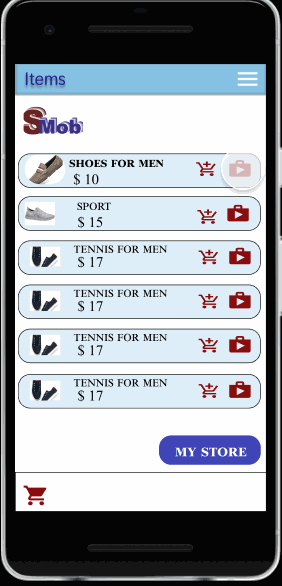 Items
SMob
SHOES FOR MEN
$ 10
SPORT
$ 15
TENNIS FOR MEN
$ 17
TENNIS FOR MEN
$ 17
TENNIS FOR MEN
$ 17
TENNIS FOR MEN
$ 17
MY STORE